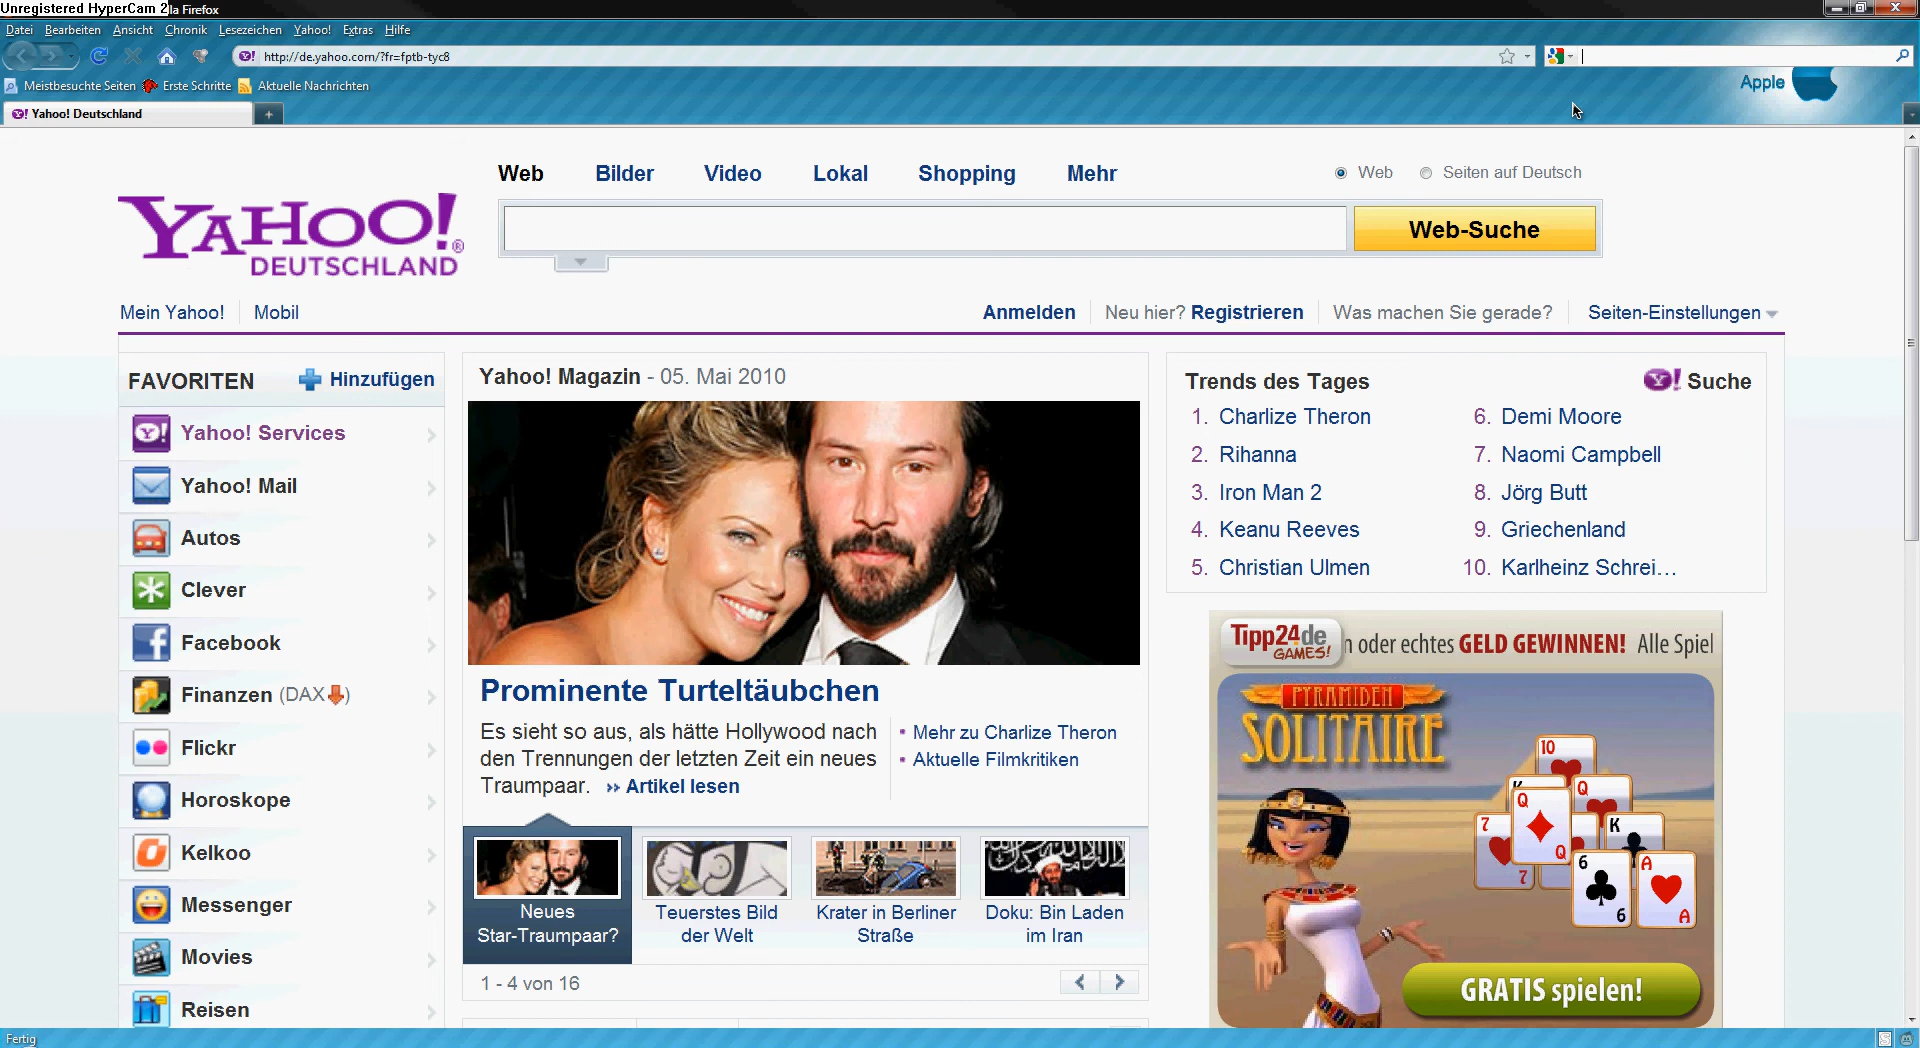 Unregistered HyperCam 2
la Firefox
Datei Bearbeiten Ansicht Chronik Lesezeichen Yahoo! Extras Hilfe
http://de.yahoo.com/?fr=fptb-tyc8
Meistbesuchte Seiten Erste Schritte Aktuelle Nachrichten
Apple
Y! Yahoo! Deutschland
Web Bilder Video Lokal Shopping Mehr
Web Seiten auf Deutsch
YAHOO!®
DEUTSCHLAND
Web-Suche
Mein Yahoo! Mobil
Anmelden Neu hier? Registrieren Was machen Sie gerade? Seiten-Einstellungen
FAVORITEN Hinzufügen
Yahoo! Services
Yahoo! Mail
Autos
Clever
Facebook
Finanzen (DAX)
Flickr
Horoskope
Kelkoo
Messenger
Movies
Reisen
Yahoo! Magazin - 05. Mai 2010
Prominente Turteltäubchen
Es sieht so aus, als hätte Hollywood nach
den Trennungen der letzten Zeit ein neues
Traumpaar. ›› Artikel lesen
• Mehr zu Charlize Theron
• Aktuelle Filmkritiken
Neues
Star-Traumpaar?
Teuerstes Bild
der Welt
Krater in Berliner
Straße
Doku: Bin Laden
im Iran
1 - 4 von 16
Trends des Tages Y! Suche
1. Charlize Theron
2. Rihanna
3. Iron Man 2
4. Keanu Reeves
5. Christian Ulmen
6. Demi Moore
7. Naomi Campbell
8. Jörg Butt
9. Griechenland
10. Karlheinz Schrei...
Tipp24.de
GAMES!
n oder echtes GELD GEWINNEN! Alle Spiel
PYRAMIDEN
SOLITAIRE
10
K
Q
7
Q
K
Q
7
6
A
6
A
GRATIS spielen!
Fertig